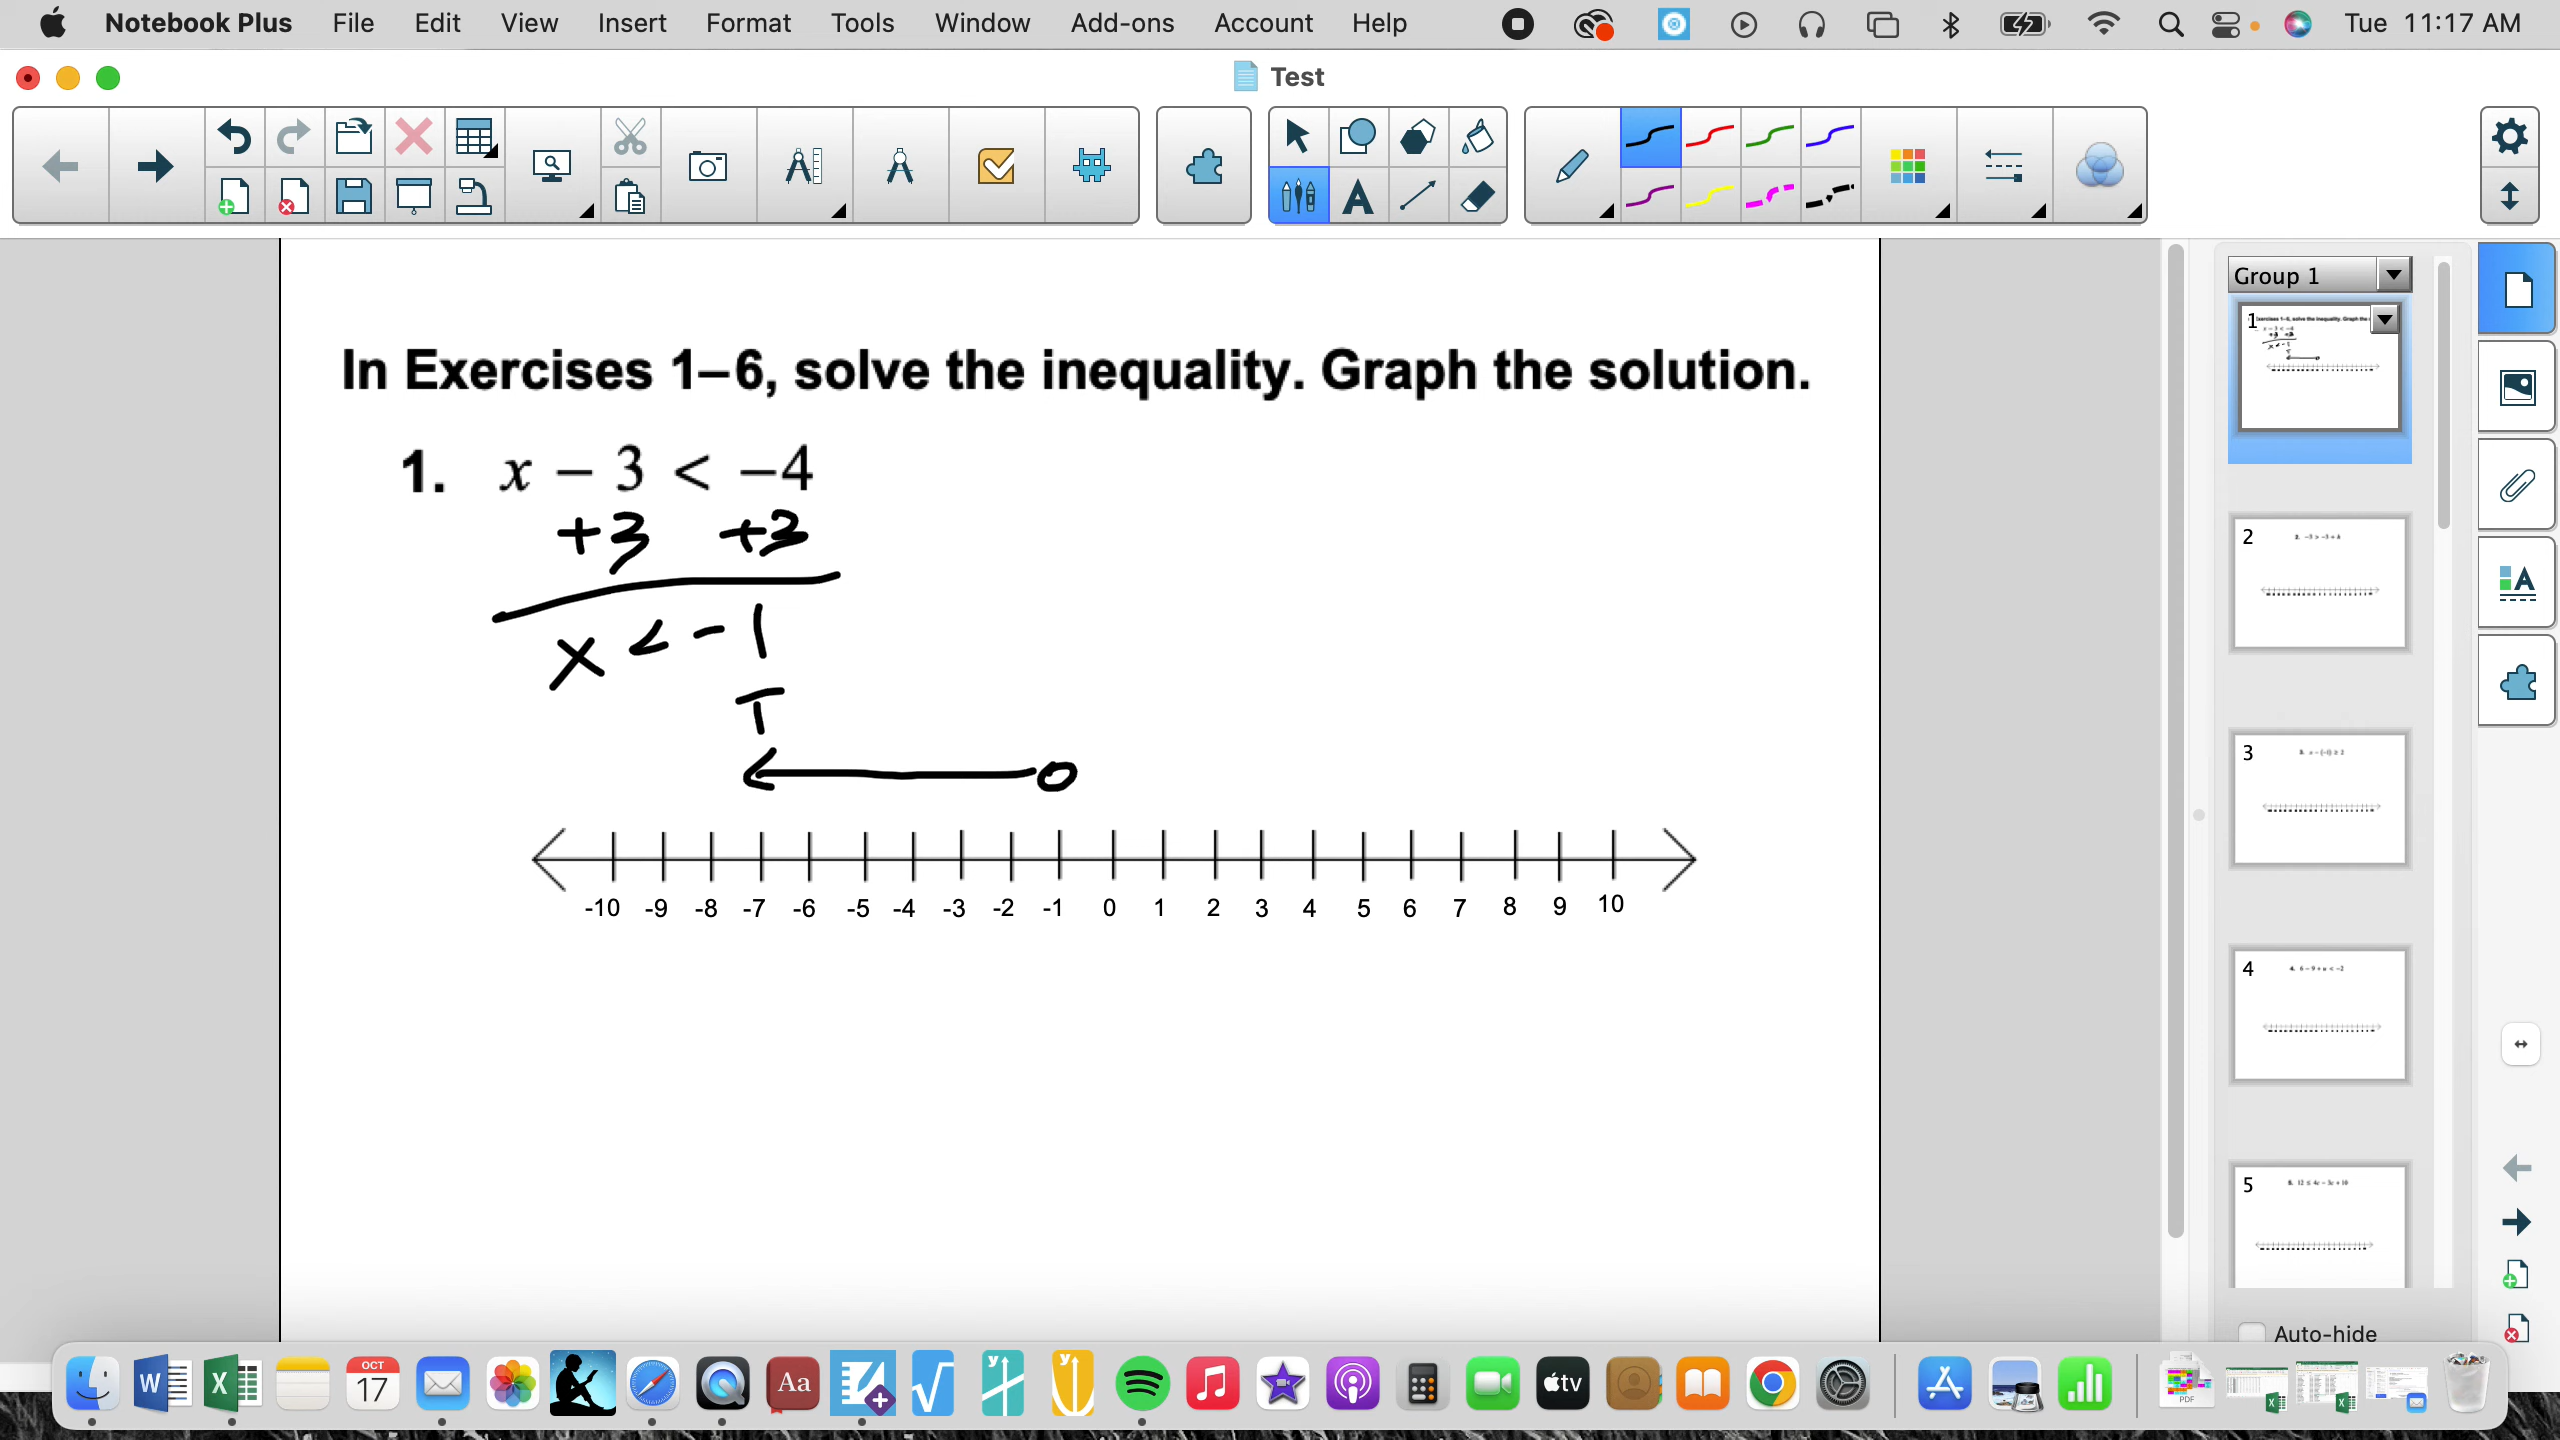 Notebook Plus File Edit View Insert Format Tools Window Add-ons Account Help Tue 11:17 AM
Test
In Exercises 1–6, solve the inequality. Graph the solution.
1. x − 3 < −4
+3 +3
x < -1
-10 -9 -8 -7 -6 -5 -4 -3 -2 -1 0 1 2 3 4 5 6 7 8 9 10
Group 1
1
2
3
4
5
Auto-hide
OCT
17
Aa
tv
PDF